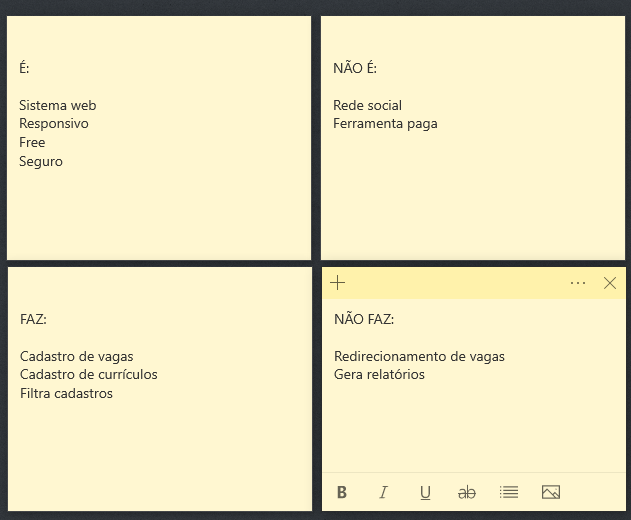 É:
Sistema web
Responsivo
Free
Seguro
NÃO É:
Rede social
Ferramenta paga
FAZ:
Cadastro de vagas
Cadastro de currículos
Filtra cadastros
NÃO FAZ:
Redirecionamento de vagas
Gera relatórios
B I U ab